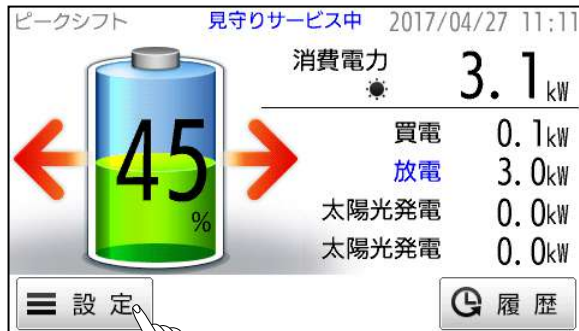 ピークシフト 見守りサービス中 2017/04/27 11:11
消費電力 3.1kW
45%
買電 0.1kW
放電 3.0kW
太陽光発電 0.0kW
太陽光発電 0.0kW
設定 履歴